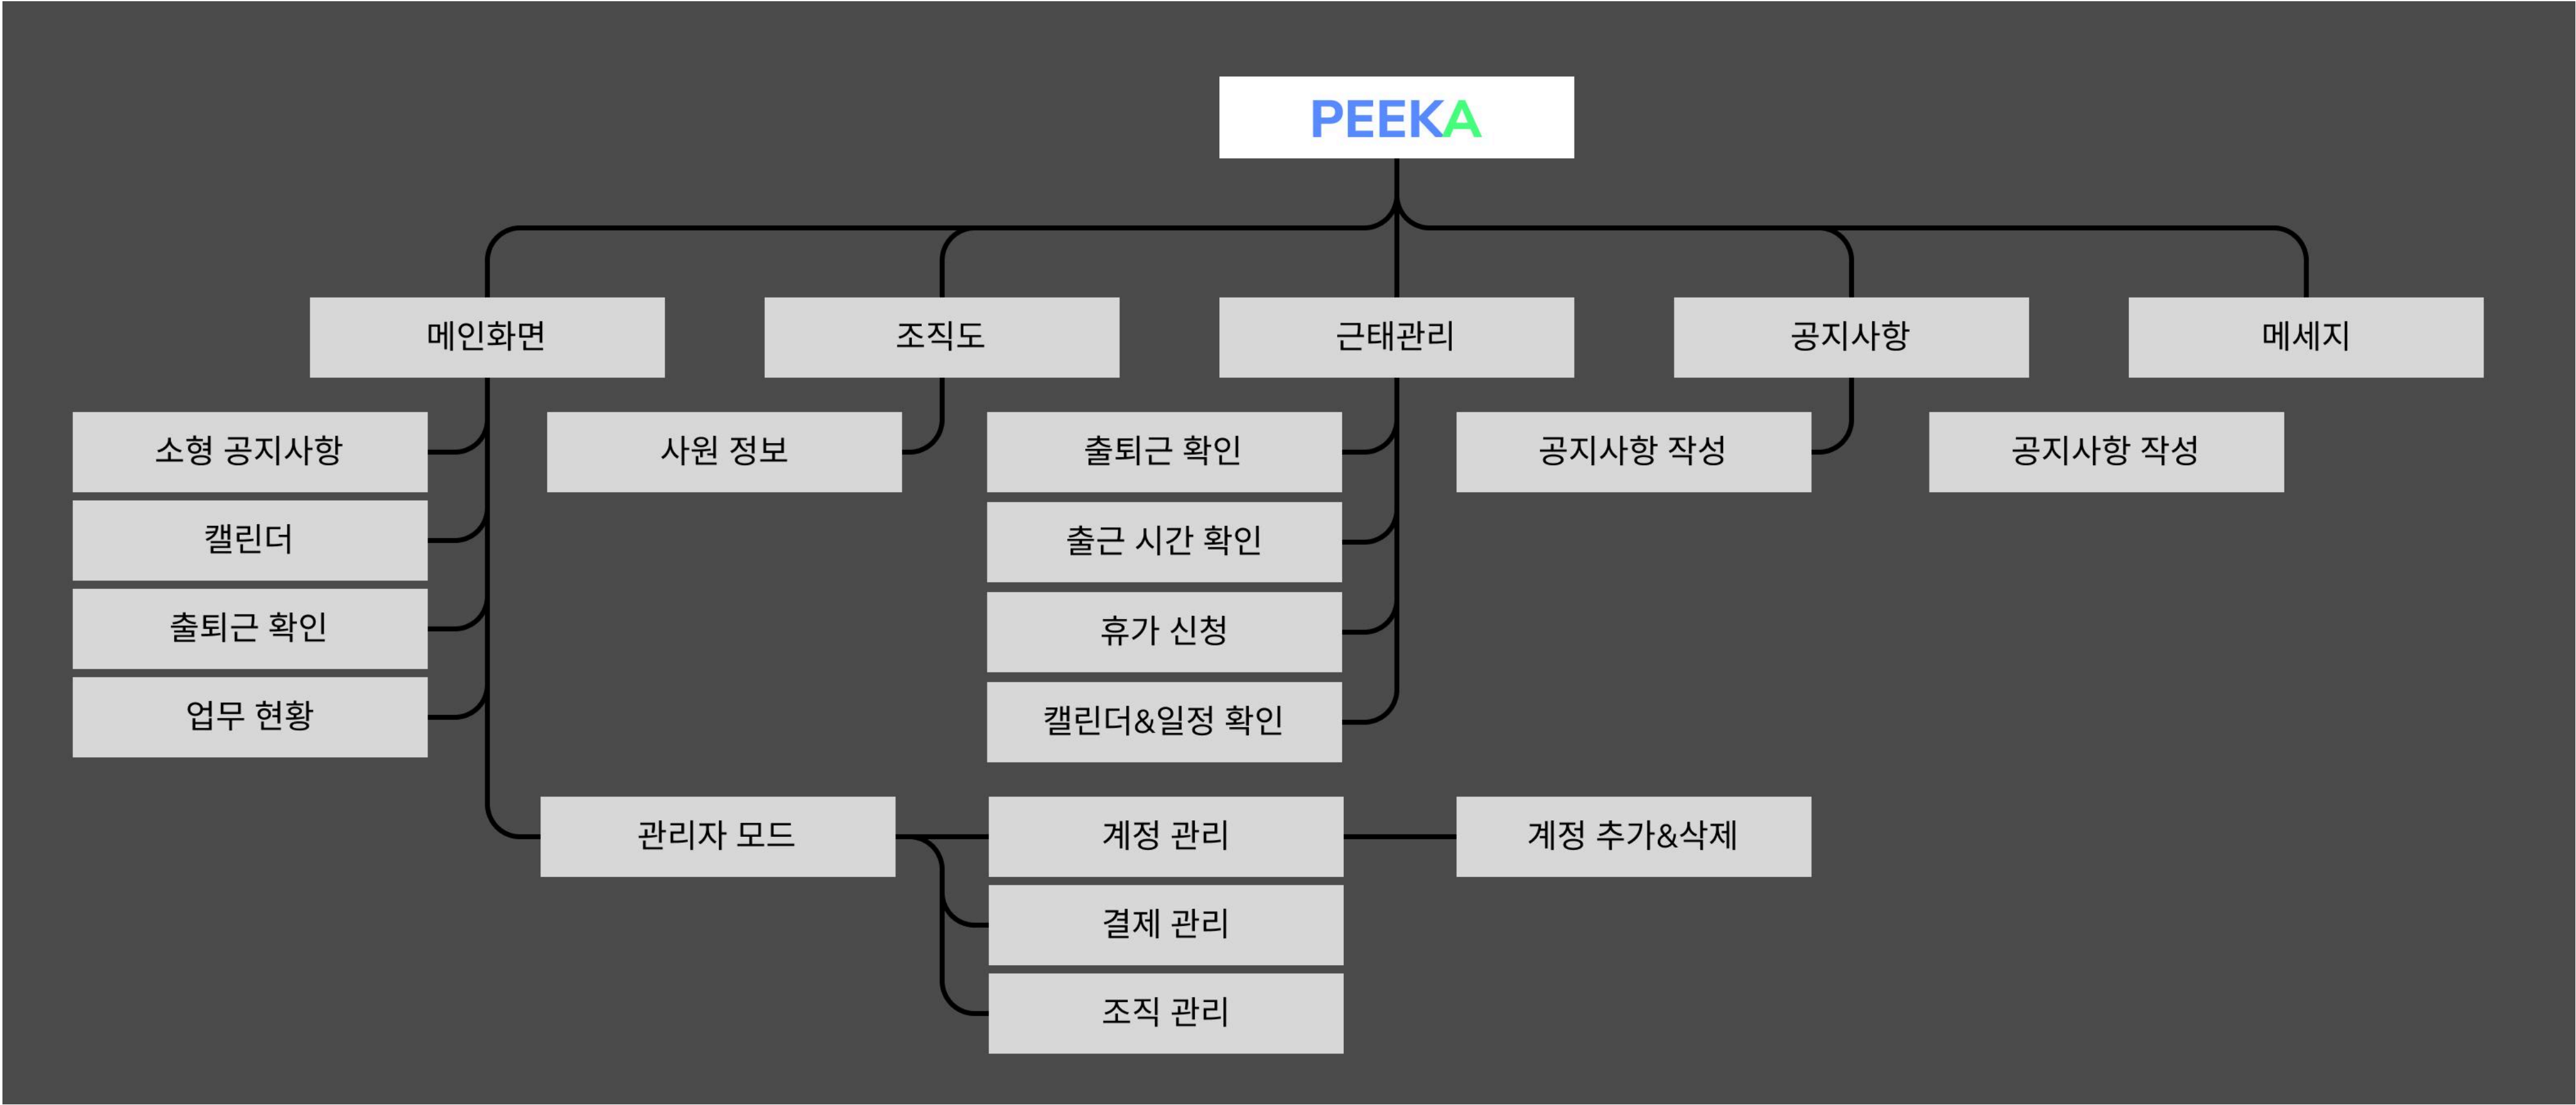 PEEKA
메인화면
조직도
근태관리
공지사항
메세지
소형 공지사항
사원 정보
출퇴근 확인
공지사항 작성
공지사항 작성
캘린더
출근 시간 확인
출퇴근 확인
휴가 신청
업무 현황
캘린더&일정 확인
관리자 모드
계정 관리
계정 추가&삭제
결제 관리
조직 관리